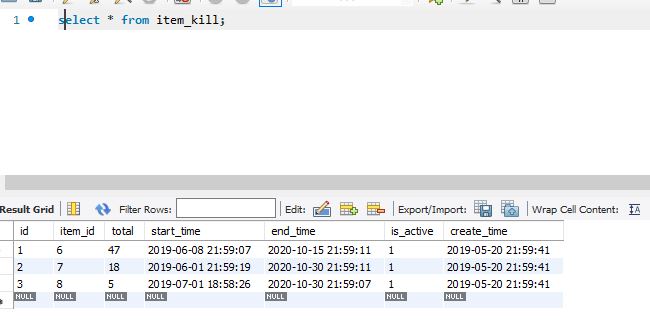 1 select * from item_kill;
Result Grid Filter Rows: Edit: Export/Import: Wrap Cell Content: IA
id item_id total start_time end_time is_active create_time
1 6 47 2019-06-08 21:59:07 2020-10-15 21:59:11 1 2019-05-20 21:59:41
2 7 18 2019-06-01 21:59:19 2020-10-30 21:59:11 1 2019-05-20 21:59:41
3 8 5 2019-07-01 18:58:26 2020-10-30 21:59:07 1 2019-05-20 21:59:41
NULL NULL NULL NULL NULL NULL NULL